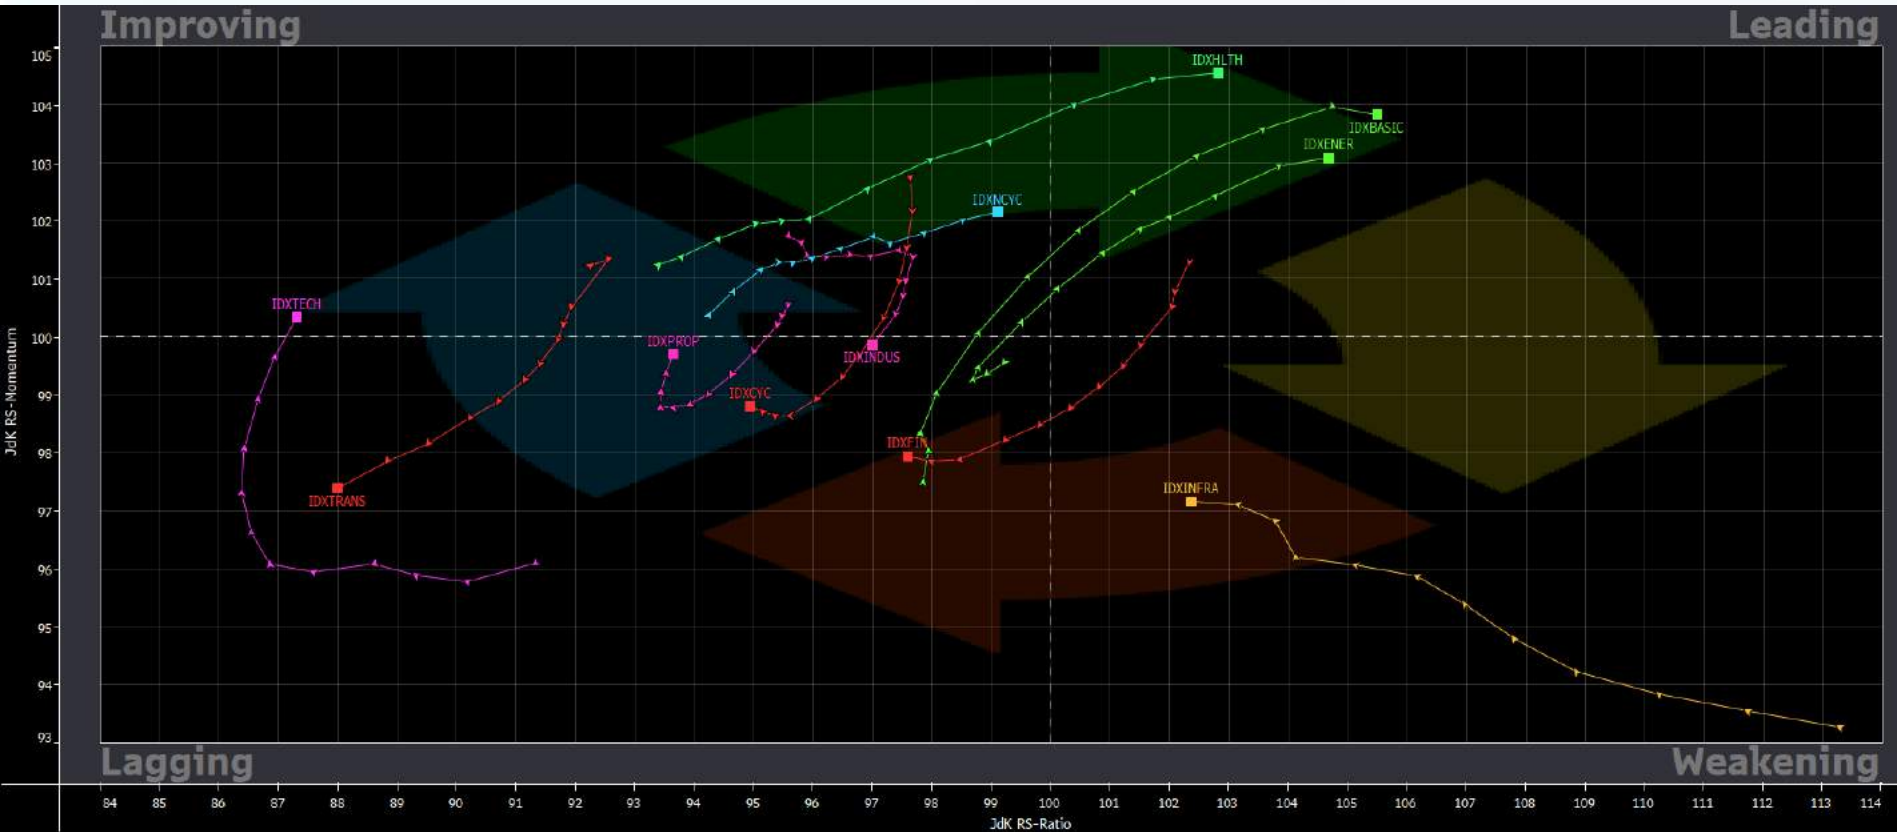 Improving
Leading
IDXHLTH
IDXBASIC
IDXENER
IDXNCYC
IDXTECH
IDXPROP
IDXINDUS
IDXCYC
IDXFIN
IDXTRANS
IDXINFRA
105
104
103
102
101
100
99
98
97
96
95
94
93
JdK RS-Momentum
Lagging
Weakening
84 85 86 87 88 89 90 91 92 93 94 95 96 97 98 99 100 101 102 103 104 105 106 107 108 109 110 111 112 113 114
JdK RS-Ratio